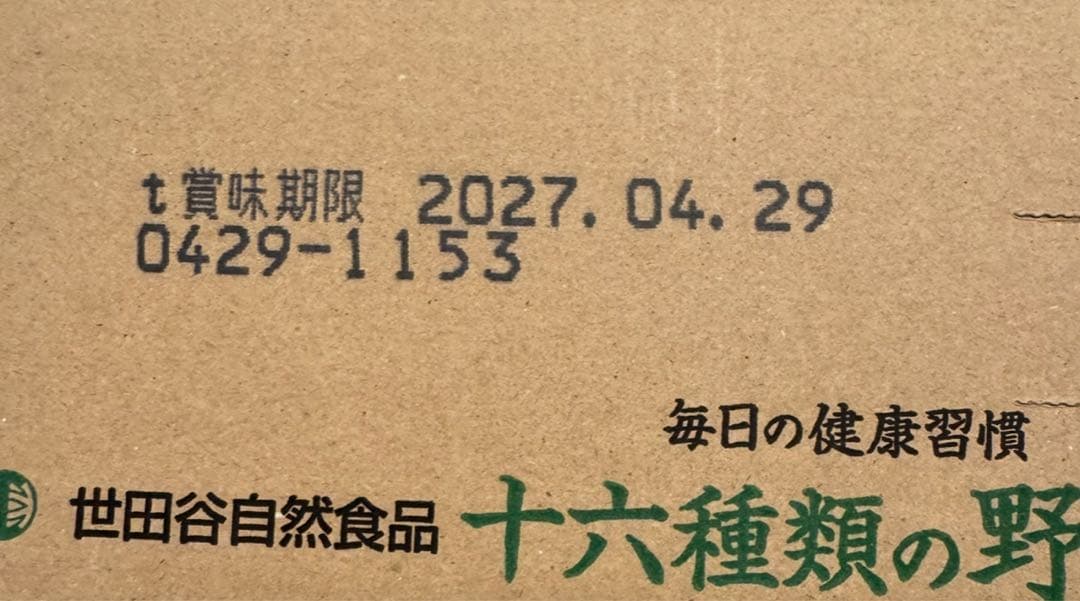 t賞味期限 2027.04.29
0429-1153
毎日の健康習慣
世田谷自然食品 十六種類の野